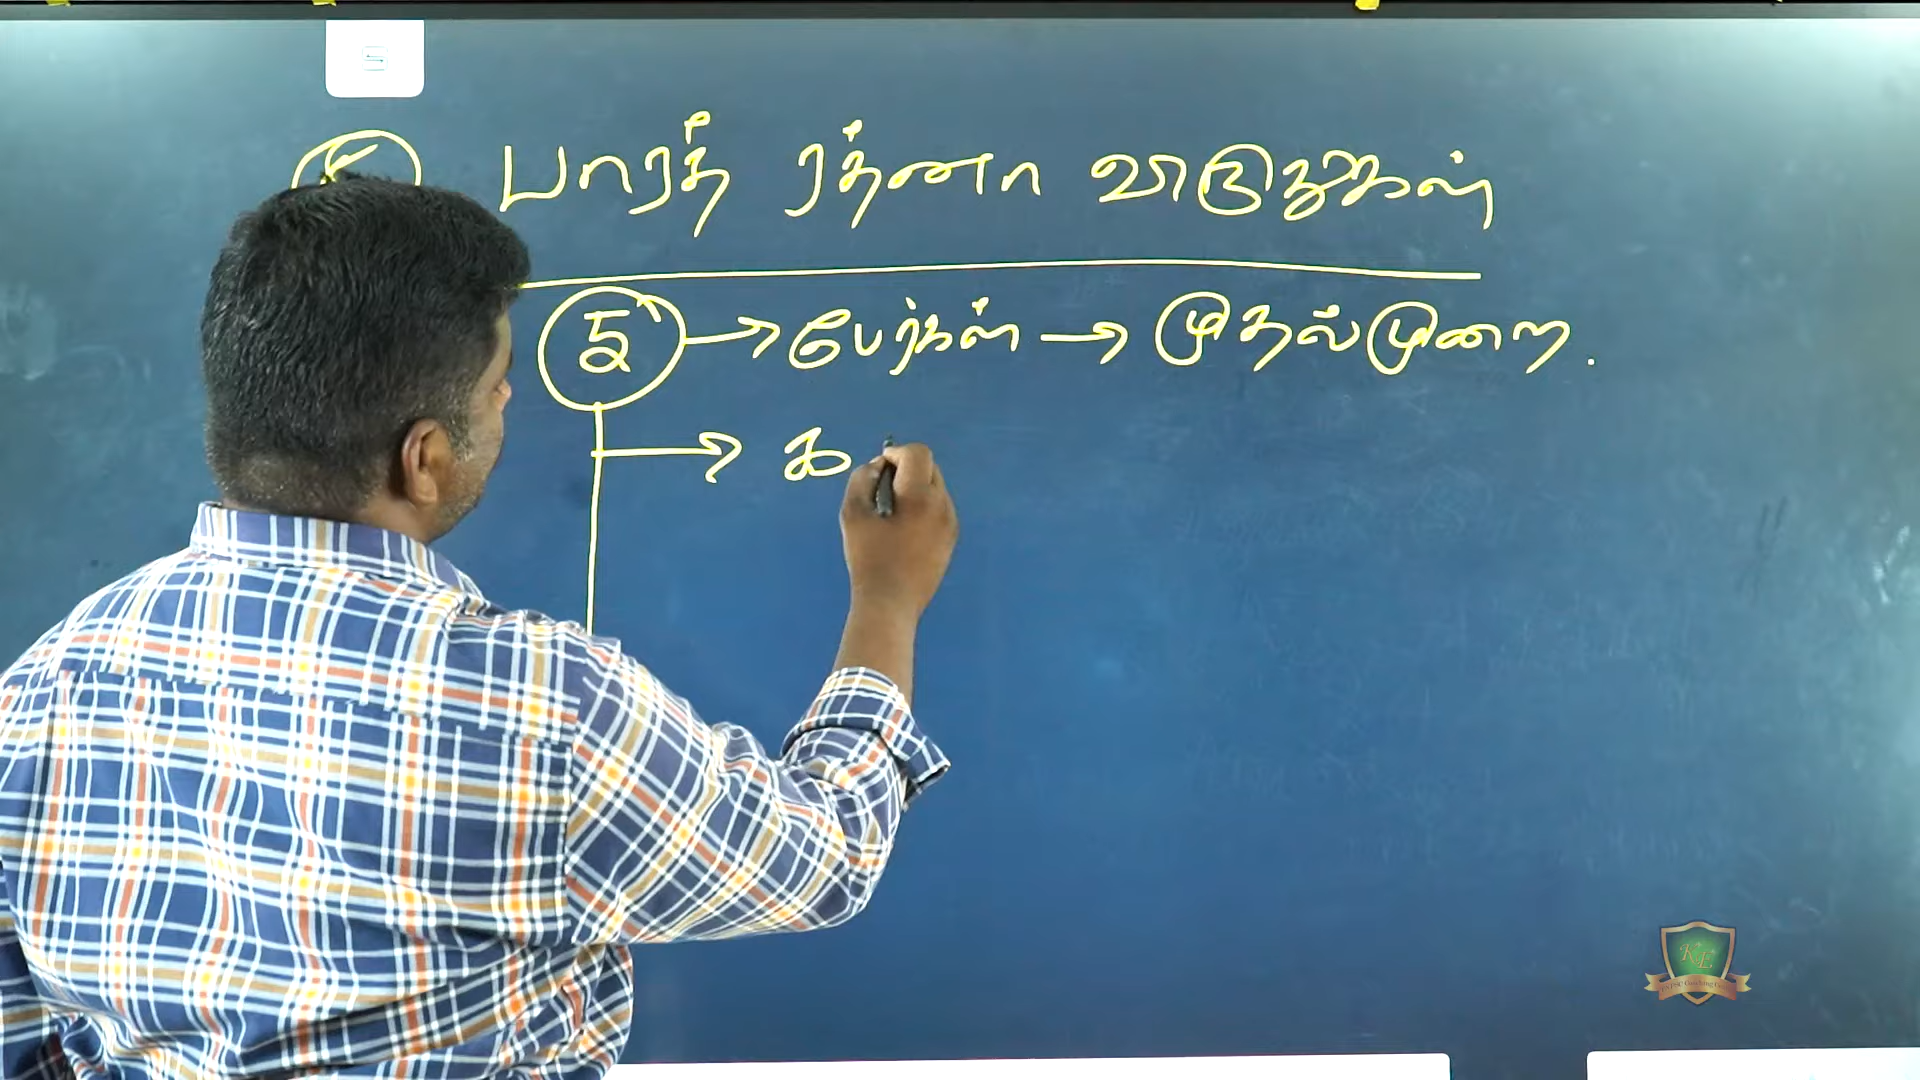 பாரத் ரத்னா விருதுகள்
5 → பேர்கள் → முதல்முறை.
→ க